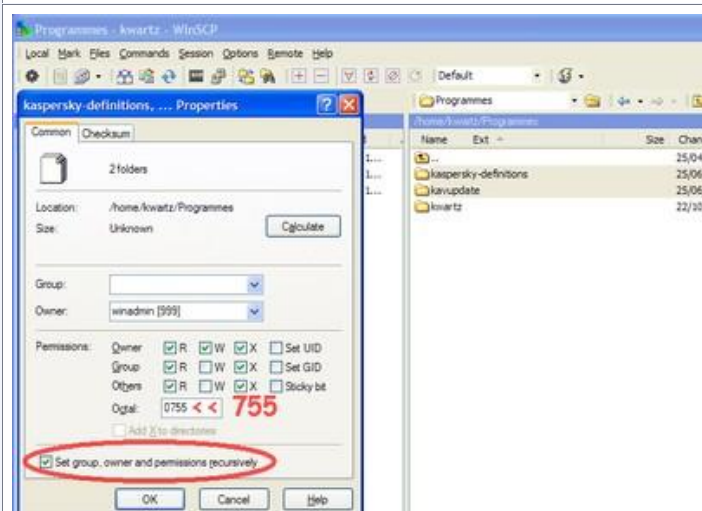 Programmes - kwartz - WinSCP
Local Mark Files Commands Session Options Remote Help
Default
kaspersky-definitions, ... Properties
Programmes
/home/kwartz/Programmes
Common Checksum
Name Ext Size Chan
2 folders
.. 25/04
kaspersky-definitions 25/06
kavupdate 25/06
kwartz 22/10
Location: /home/kwartz/Programmes
Size: Unknown Calculate
Group:
Owner: winadmin [999]
Permissions: Owner R W X Set UID
Group R W X Set GID
Others R W X Sticky bit
Octal: 0755 < < 755
Add X to directories
Set group, owner and permissions recursively
OK Cancel Help